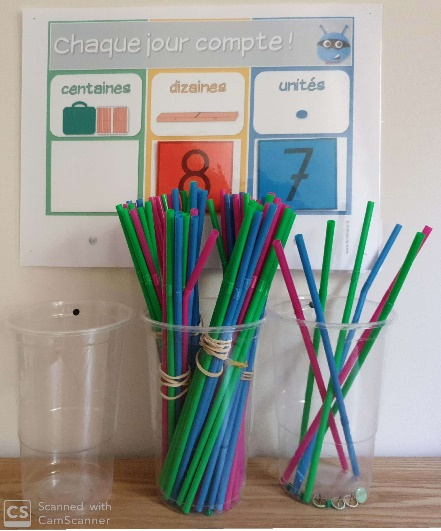 Chaque jour compte !
centaines dizaines unités
8 7
CS Scanned with
CamScanner